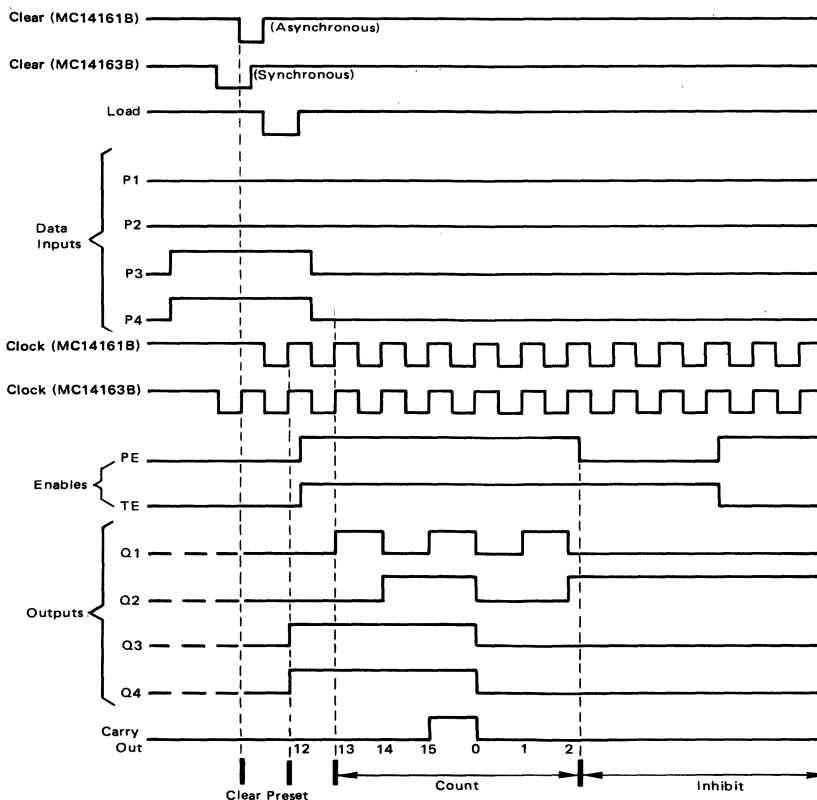 Clear (MC14161B)
(Asynchronous)
Clear (MC14163B)
(Synchronous)
Load
P1
P2
Data
Inputs
P3
P4
Clock (MC14161B)
Clock (MC14163B)
PE
Enables
TE
Q1
Q2
Outputs
Q3
Q4
Carry
Out
12 13 14 15 0 1 2
Clear Preset
Count
Inhibit